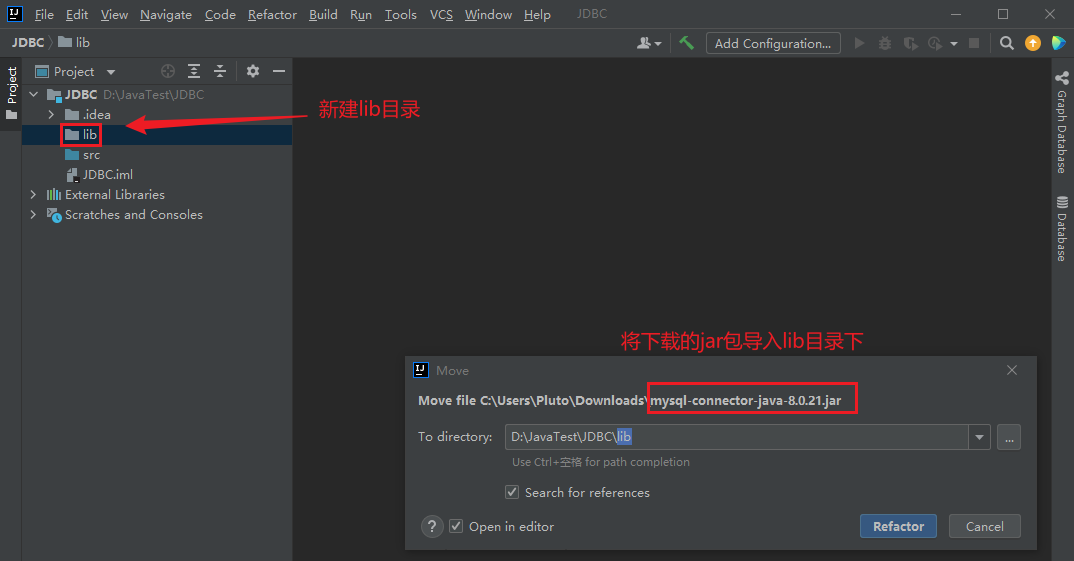 File Edit View Navigate Code Refactor Build Run Tools VCS Window Help JDBC
JDBC lib
Add Configuration...
Project
Project
JDBC D:\JavaTest\JDBC
.idea
lib
src
JDBC.iml
External Libraries
Scratches and Consoles
新建lib目录
Graph Database
Database
将下载的jar包导入lib目录下
Move
Move file C:\Users\Pluto\Downloads\mysql-connector-java-8.0.21.jar
To directory: D:\JavaTest\JDBC\lib ...
Use Ctrl+空格 for path completion
Search for references
? Open in editor Refactor Cancel